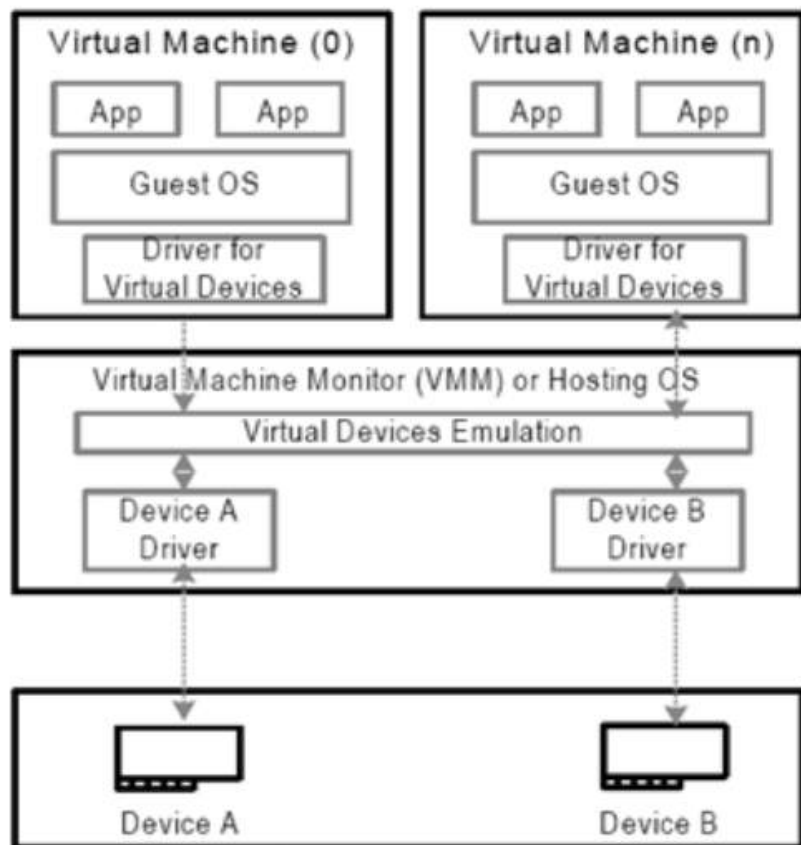 Virtual Machine (0)
Virtual Machine (n)
App
App
App
App
Guest OS
Guest OS
Driver for
Virtual Devices
Driver for
Virtual Devices
Virtual Machine Monitor (VMM) or Hosting OS
Virtual Devices Emulation
Device A
Driver
Device B
Driver
Device A
Device B